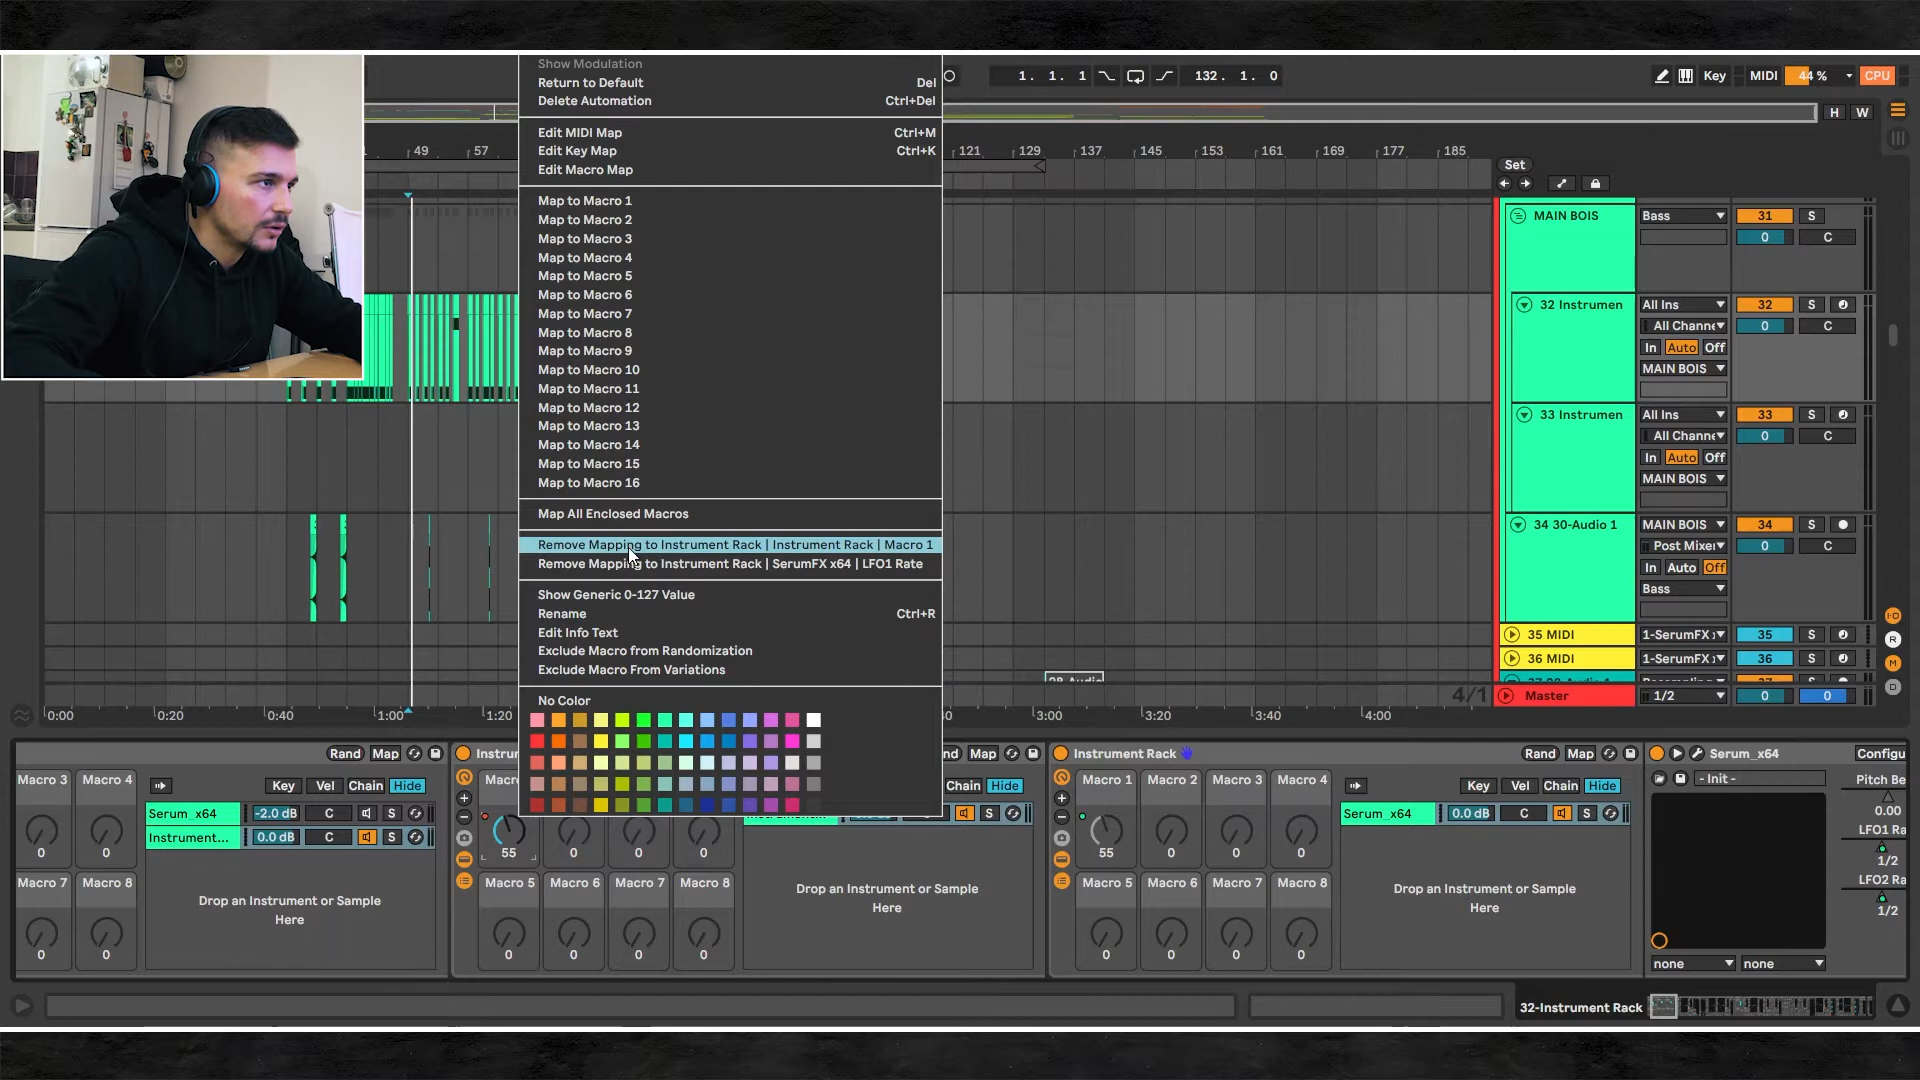 Show Modulation
Return to Default Del
Delete Automation Ctrl+Del
Edit MIDI Map Ctrl+M
Edit Key Map Ctrl+K
Edit Macro Map
Map to Macro 1
Map to Macro 2
Map to Macro 3
Map to Macro 4
Map to Macro 5
Map to Macro 6
Map to Macro 7
Map to Macro 8
Map to Macro 9
Map to Macro 10
Map to Macro 11
Map to Macro 12
Map to Macro 13
Map to Macro 14
Map to Macro 15
Map to Macro 16
Map All Enclosed Macros
Remove Mapping to Instrument Rack | Instrument Rack | Macro 1
Remove Mapping to Instrument Rack | SerumFX x64 | LFO1 Rate
Show Generic 0-127 Value
Rename Ctrl+R
Edit Info Text
Exclude Macro from Randomization
Exclude Macro From Variations
No Color
1. 1. 1 132. 1. 0 Key MIDI 44 % CPU
H W
49 57 121 129 137 145 153 161 169 177 185
Set
MAIN BOIS Bass 31 S
0 C
32 Instrumen All Ins 32 S
All Channe 0 C
In Auto Off
MAIN BOIS
33 Instrumen All Ins 33 S
All Channe 0 C
In Auto Off
MAIN BOIS
34 30-Audio 1 MAIN BOIS 34 S
Post Mixer 0 C
In Auto Off
Bass
35 MIDI 1-SerumFX 35 S
36 MIDI 1-SerumFX 36 S
4/1 Master 1/2 0 0
0:00 0:20 0:40 1:00 1:20 3:00 3:20 3:40 4:00
Rand Map
Macro 3 Macro 4 Key Vel Chain Hide
Serum_x64 -2.0 dB C S
Instrument... 0.0 dB C S
0 0
Macro 7 Macro 8
Drop an Instrument or Sample
Here
0 0
Map
Chain Hide
S
55 0 0 0
Macro 5 Macro 6 Macro 7 Macro 8
Drop an Instrument or Sample
Here
0 0 0 0
Instrument Rack Rand Map
Macro 1 Macro 2 Macro 3 Macro 4 Key Vel Chain Hide
Serum_x64 0.0 dB C S
55 0 0 0
Macro 5 Macro 6 Macro 7 Macro 8
Drop an Instrument or Sample
Here
0 0 0 0
Serum_x64 Configu
- Init - Pitch Be
0.00
LFO1 Ra
1/2
LFO2 Ra
1/2
none none
32-Instrument Rack